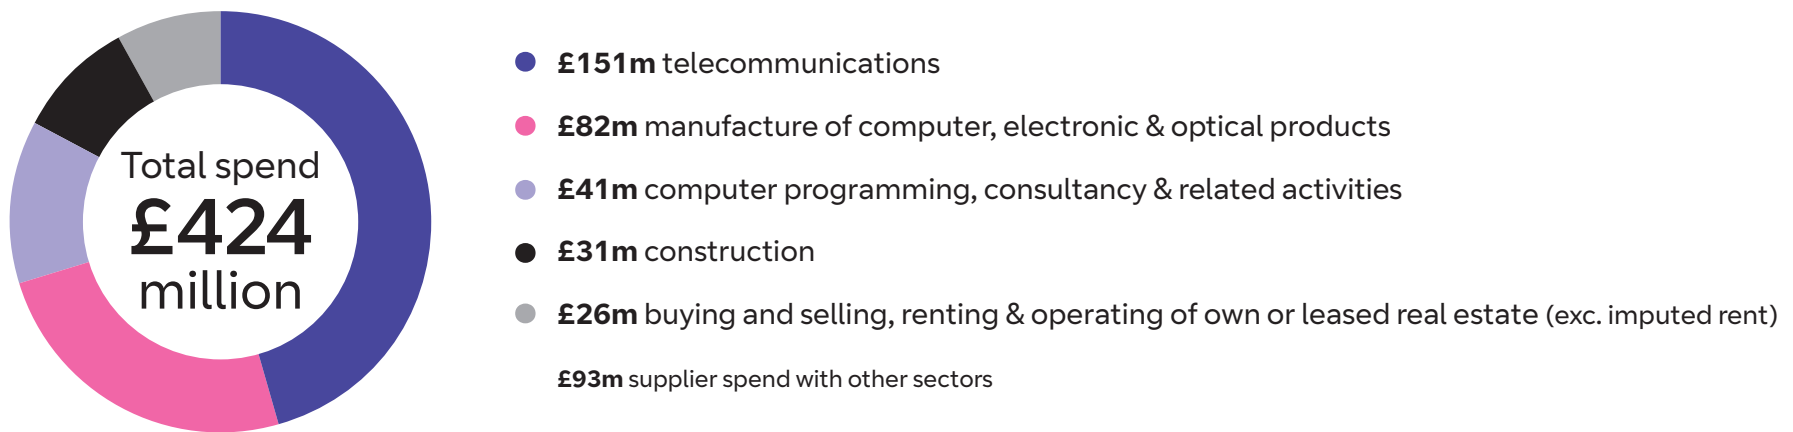 Total spend
£424
million
£151m telecommunications
£82m manufacture of computer, electronic & optical products
£41m computer programming, consultancy & related activities
£31m construction
£26m buying and selling, renting & operating of own or leased real estate (exc. imputed rent)
£93m supplier spend with other sectors